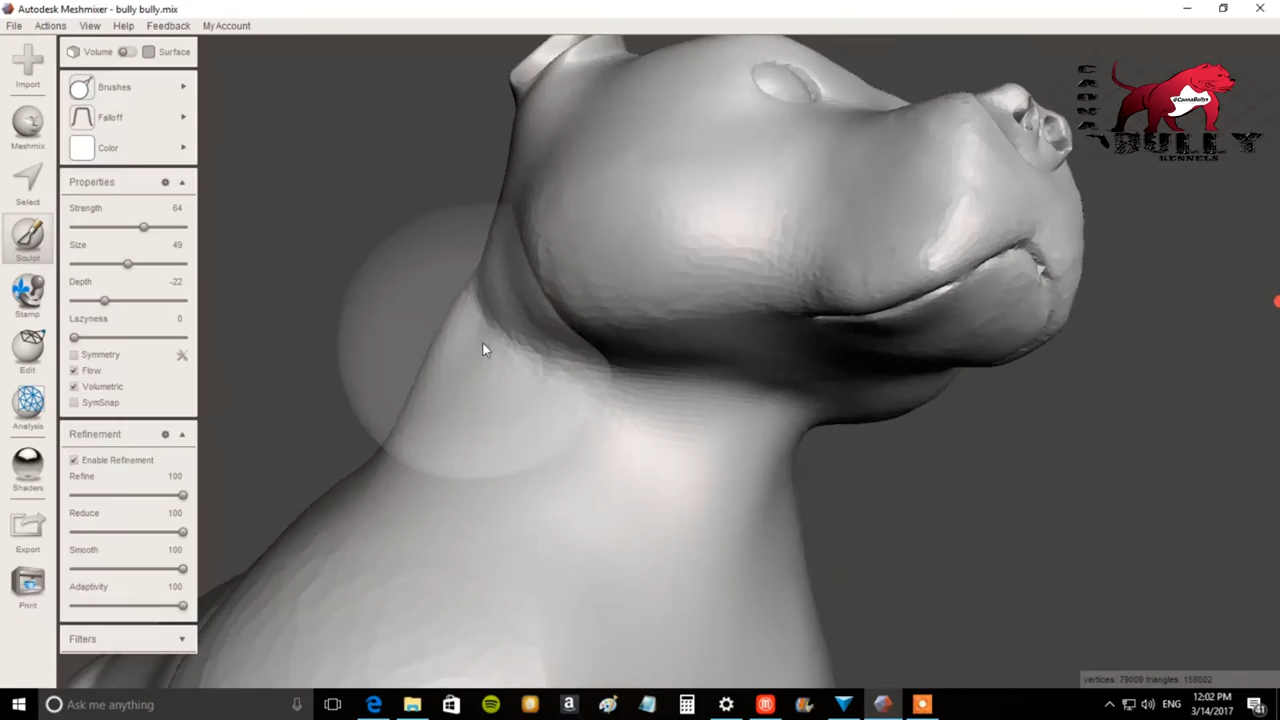 Autodesk Meshmixer - bully bully.mix
File Actions View Help Feedback My Account
Import
Meshmix
Select
Sculpt
Stamp
Edit
Analysis
Shaders
Export
Print
Volume Surface
Brushes
Falloff
Color
Properties
Strength 64
Size 49
Depth -22
Lazyness 0
Symmetry
Flow
Volumetric
SymSnap
Refinement
Enable Refinement
Refine 100
Reduce 100
Smooth 100
Adaptivity 100
Filters
CAONA
@CaonaBullys
BULLY
KENNELS
vertices: 79009 triangles: 158002
Ask me anything
ENG
12:02 PM
3/14/2017
41